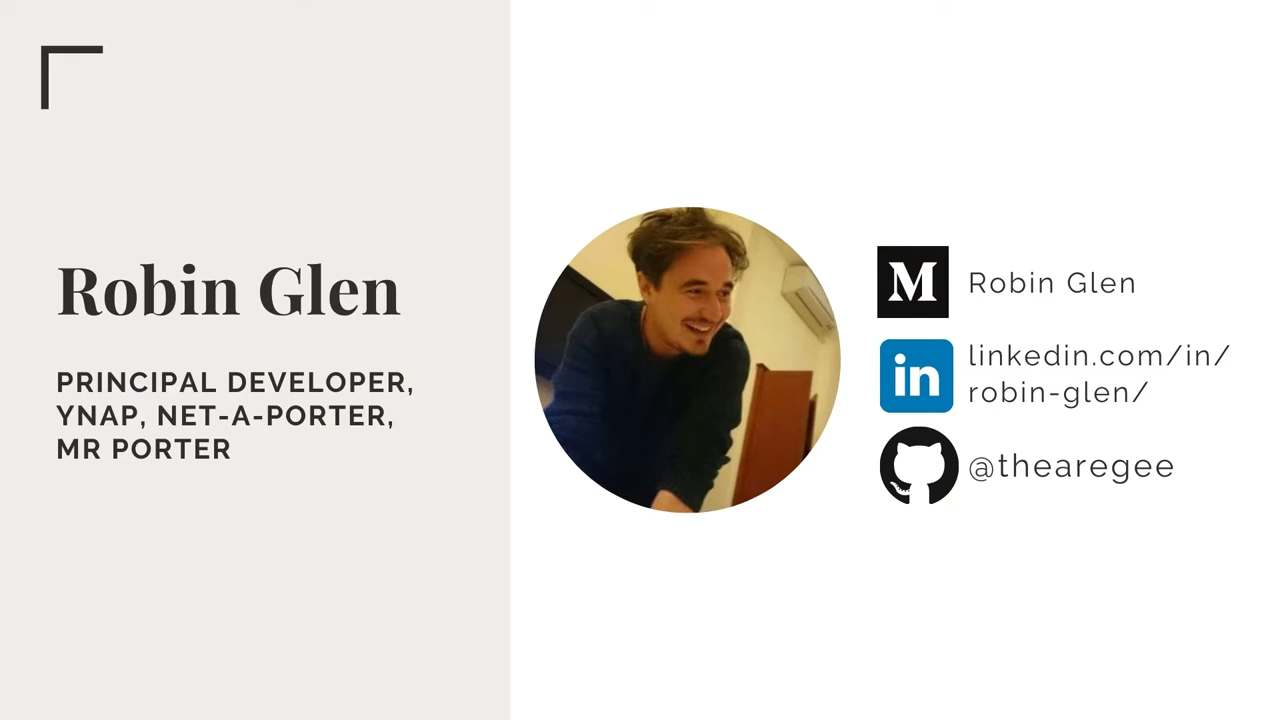 Robin Glen
PRINCIPAL DEVELOPER,
YNAP, NET-A-PORTER,
MR PORTER
M Robin Glen
in linkedin.com/in/
robin-glen/
@thearegee